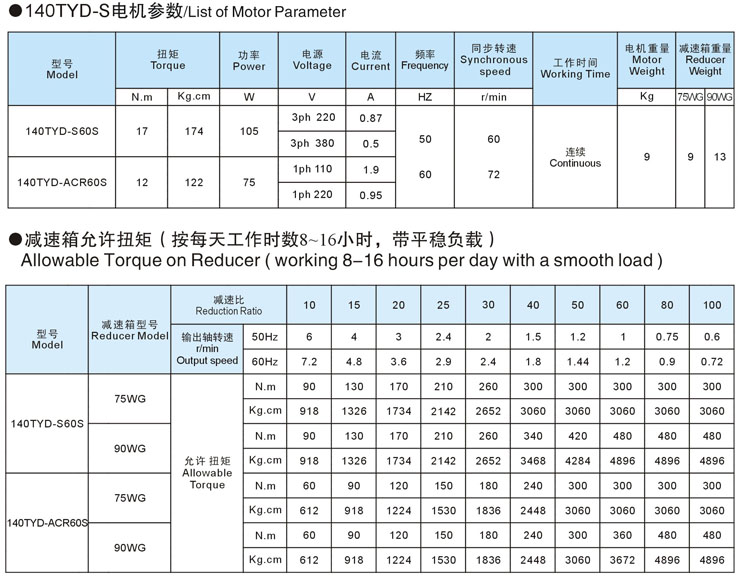 ●140TYD-S电机参数/List of Motor Parameter
型号 Model 扭矩 Torque 功率 Power 电源 Voltage 电流 Current 频率 Frequency 同步转速 Synchronous speed 工作时间 Working Time 电机重量 Motor Weight 减速箱重量 Reducer Weight
N.m Kg.cm W V A HZ r/min Kg 75WG 90WG
140TYD-S60S 17 174 105 3ph 220 0.87
3ph 380 0.5
50 60
连续 Continuous 9 9 13
60 72
140TYD-ACR60S 12 122 75 1ph 110 1.9
1ph 220 0.95
●减速箱允许扭矩（按每天工作时数8~16小时，带平稳负载）
Allowable Torque on Reducer ( working 8-16 hours per day with a smooth load )
型号 Model 减速箱型号 Reducer Model 减速比 Reduction Ratio 10 15 20 25 30 40 50 60 80 100
输出轴转速 r/min Output speed 50Hz 6 4 3 2.4 2 1.5 1.2 1 0.75 0.6
60Hz 7.2 4.8 3.6 2.9 2.4 1.8 1.44 1.2 0.9 0.72
140TYD-S60S 75WG 允许扭矩 Allowable Torque N.m 90 130 170 210 260 300 300 300 300 300
Kg.cm 918 1326 1734 2142 2652 3060 3060 3060 3060 3060
90WG N.m 90 130 170 210 260 340 420 480 480 480
Kg.cm 918 1326 1734 2142 2652 3468 4284 4896 4896 4896
140TYD-ACR60S 75WG N.m 60 90 120 150 180 240 300 300 300 300
Kg.cm 612 918 1224 1530 1836 2448 3060 3060 3060 3060
90WG N.m 60 90 120 150 180 240 300 360 480 480
Kg.cm 612 918 1224 1530 1836 2448 3060 3672 4896 4896